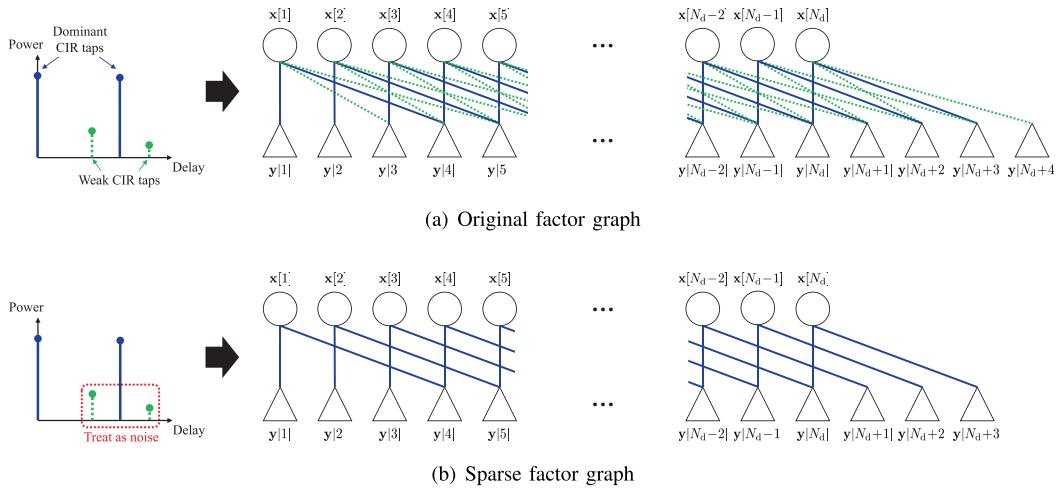 Power
Dominant
CIR taps
Weak CIR taps
Delay
x[1] x[2] x[3] x[4] x[5] ... x[N_d−2] x[N_d−1] x[N_d]
y|1| y|2| y|3 y|4| y|5 ... y|N_d−2| y|N_d−1| y|N_d| y|N_d+1| y|N_d+2 y|N_d+3 y|N_d+4
(a) Original factor graph
Power
Delay
Treat as noise
x[1] x[2] x[3] x[4] x[5] ... x[N_d−2] x[N_d−1] x[N_d]
y|1| y|2 y|3| y|4| y|5| ... y|N_d−2| y|N_d−1 y|N_d| y|N_d+1| y|N_d+2 y|N_d+3
(b) Sparse factor graph